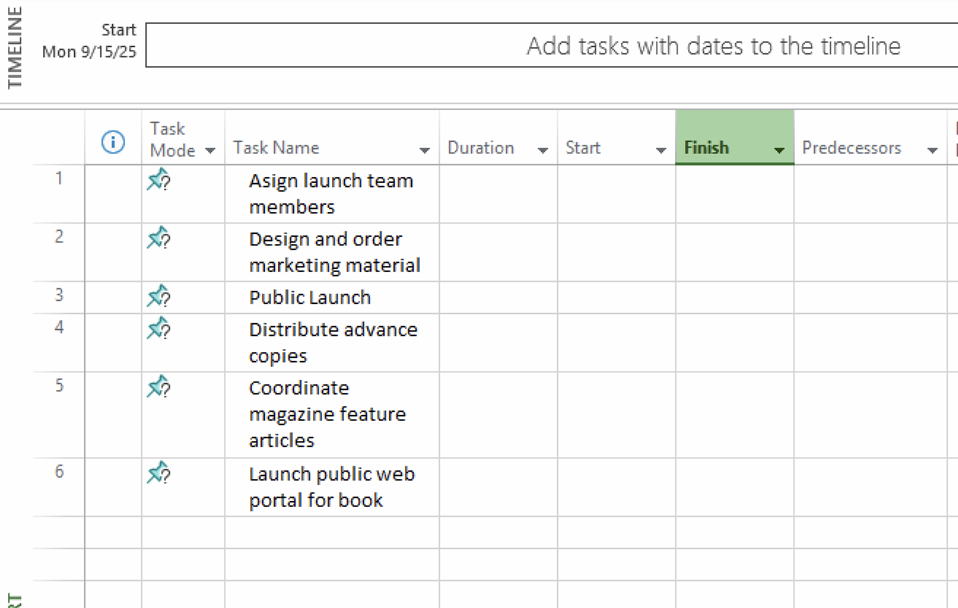 TIMELINE
Start
Mon 9/15/25
Add tasks with dates to the timeline
Task
Mode
Task Name
Duration
Start
Finish
Predecessors
1
Asign launch team
members
2
Design and order
marketing material
3
Public Launch
4
Distribute advance
copies
5
Coordinate
magazine feature
articles
6
Launch public web
portal for book